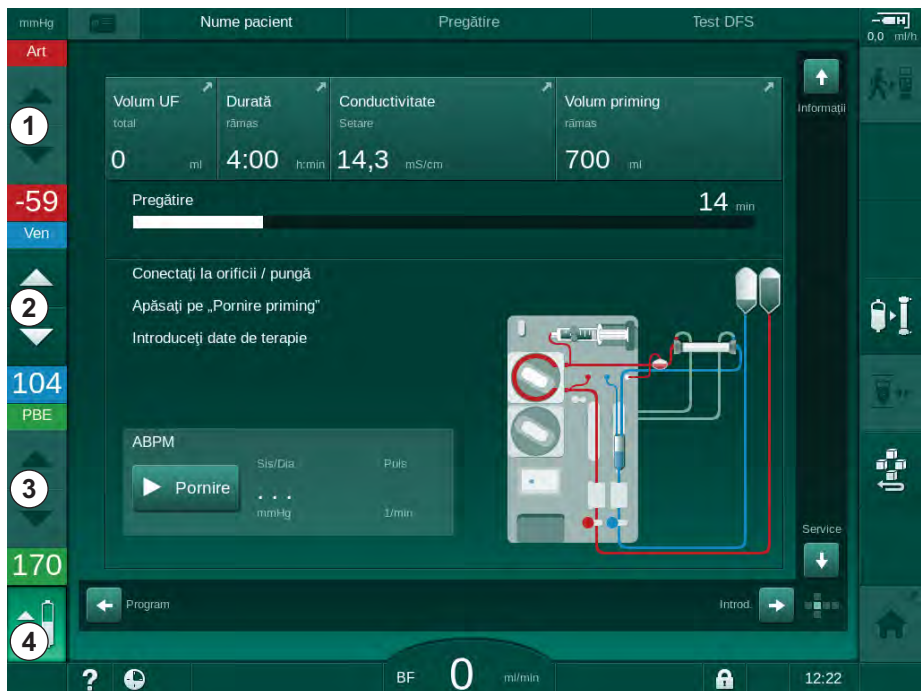 mmHg
Nume pacient
Pregătire
Test DFS
0,0 ml/h
Art
1
-59
Ven
2
104
PBE
3
170
4
Volum UF
total
0 ml
Durată
rămas
4:00 h:min
Conductivitate
Setare
14,3 mS/cm
Volum priming
rămas
700 ml
Informații
Pregătire
14 min
Conectați la orificii / pungă
Apăsați pe „Pornire priming”
Introduceți date de terapie
ABPM
Sis/Dia
Puls
Pornire
. . .
mmHg
1/min
Service
Program
Introd.
?
BF 0 ml/min
12:22